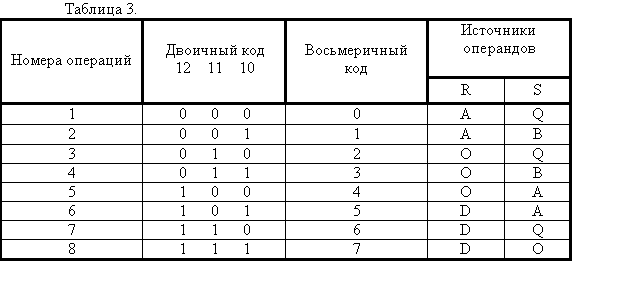 Таблица 3.
Номера операций Двоичный код 12 11 10 Восьмеричный код Источники операндов
R S
1 0 0 0 0 A Q
2 0 0 1 1 A B
3 0 1 0 2 O Q
4 0 1 1 3 O B
5 1 0 0 4 O A
6 1 0 1 5 D A
7 1 1 0 6 D Q
8 1 1 1 7 D O